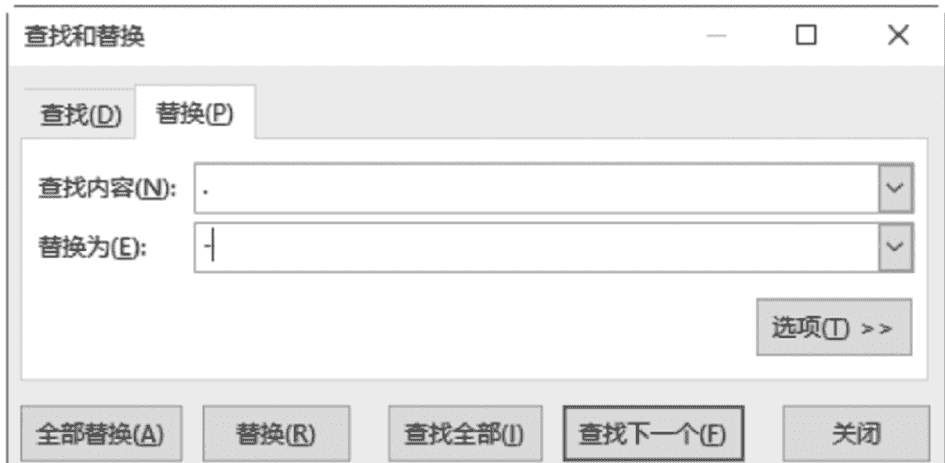 查找和替换
查找(D) 替换(P)
查找内容(N): .
替换为(E): -
选项(T) >>
全部替换(A) 替换(R) 查找全部(I) 查找下一个(F) 关闭